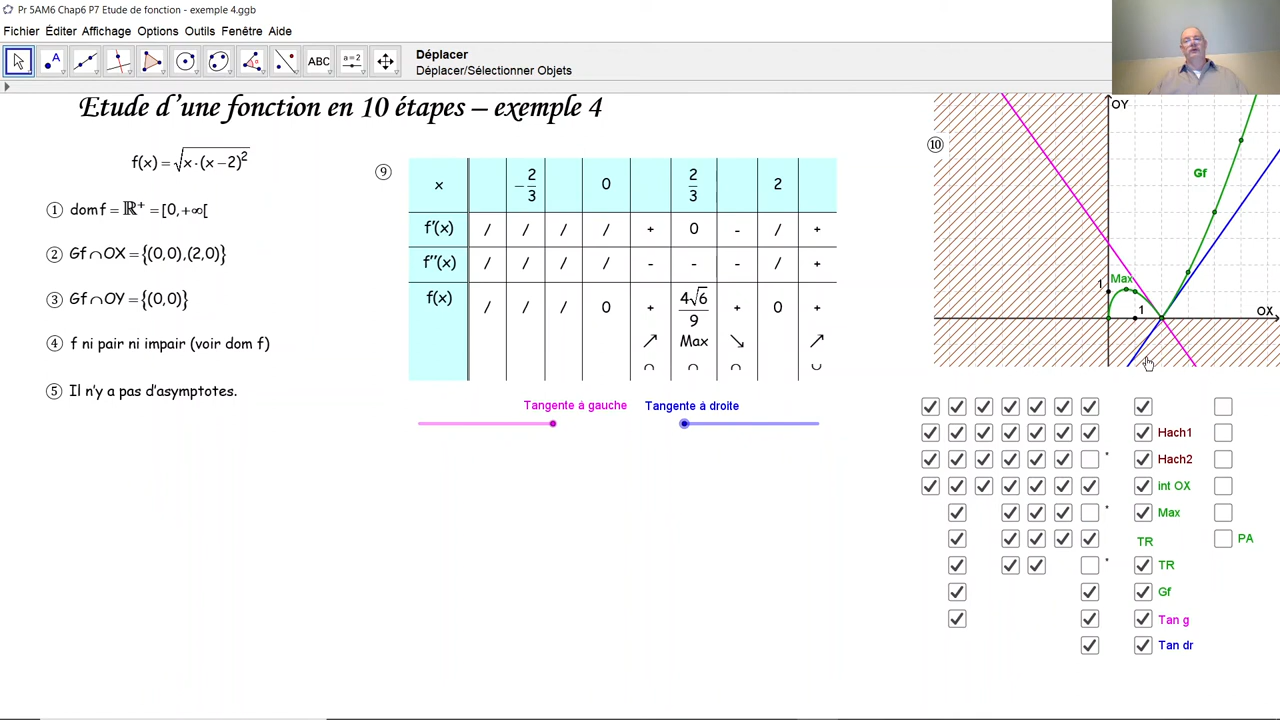 Pr 5AM6 Chap6 P7 Etude de fonction - exemple 4.ggb
Fichier Éditer Affichage Options Outils Fenêtre Aide
A ABC a=2
Déplacer
Déplacer/Sélectionner Objets
Etude d'une fonction en 10 étapes – exemple 4
f(x) = √x·(x−2)²
① dom f = ℝ⁺ = [0,+∞[
② Gf ∩ OX = {(0,0),(2,0)}
③ Gf ∩ OY = {(0,0)}
④ f ni pair ni impair (voir dom f)
⑤ Il n'y a pas d'asymptotes.
⑨
x −2/3 0 2/3 2
f'(x) / / / / + 0 - / +
f''(x) / / / / - - - / +
f(x) / / / 0 + 4√6/9 + 0 +
↗ Max ↘ ↗
∩ ∩ ∩ ∪
Tangente à gauche Tangente à droite
⑩
OY
Gf
Max
1
1
OX
Hach1
* Hach2
int OX
* Max
TR PA
* TR
Gf
Tan g
Tan dr